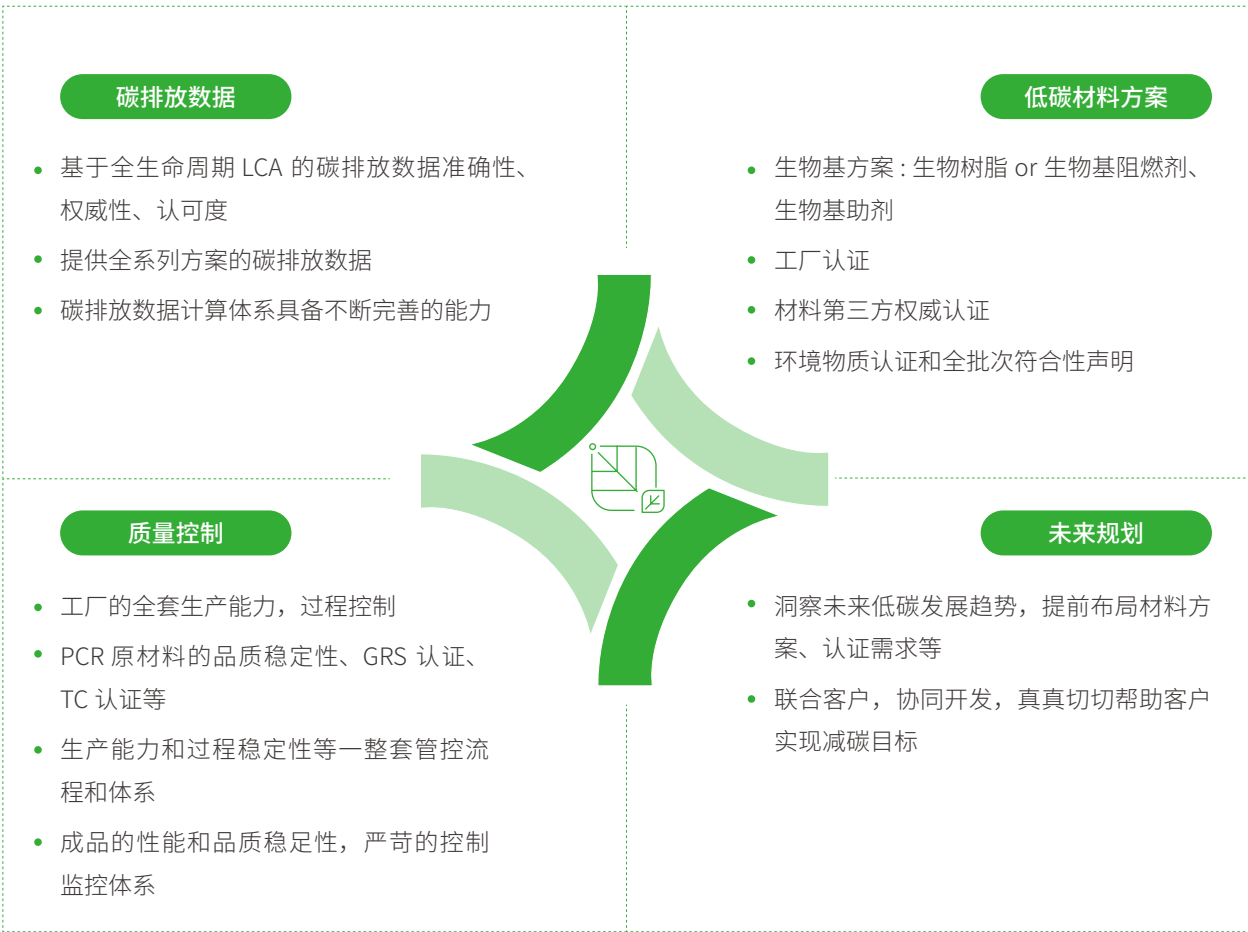 碳排放数据
基于全生命周期 LCA 的碳排放数据准确性、
权威性、认可度
提供全系列方案的碳排放数据
碳排放数据计算体系具备不断完善的能力
低碳材料方案
生物基方案 : 生物树脂 or 生物基阻燃剂、
生物基助剂
工厂认证
材料第三方权威认证
环境物质认证和全批次符合性声明
质量控制
工厂的全套生产能力，过程控制
PCR 原材料的品质稳定性、GRS 认证、
TC 认证等
生产能力和过程稳定性等一整套管控流
程和体系
成品的性能和品质稳足性，严苛的控制
监控体系
未来规划
洞察未来低碳发展趋势，提前布局材料方
案、认证需求等
联合客户，协同开发，真真切切帮助客户
实现减碳目标